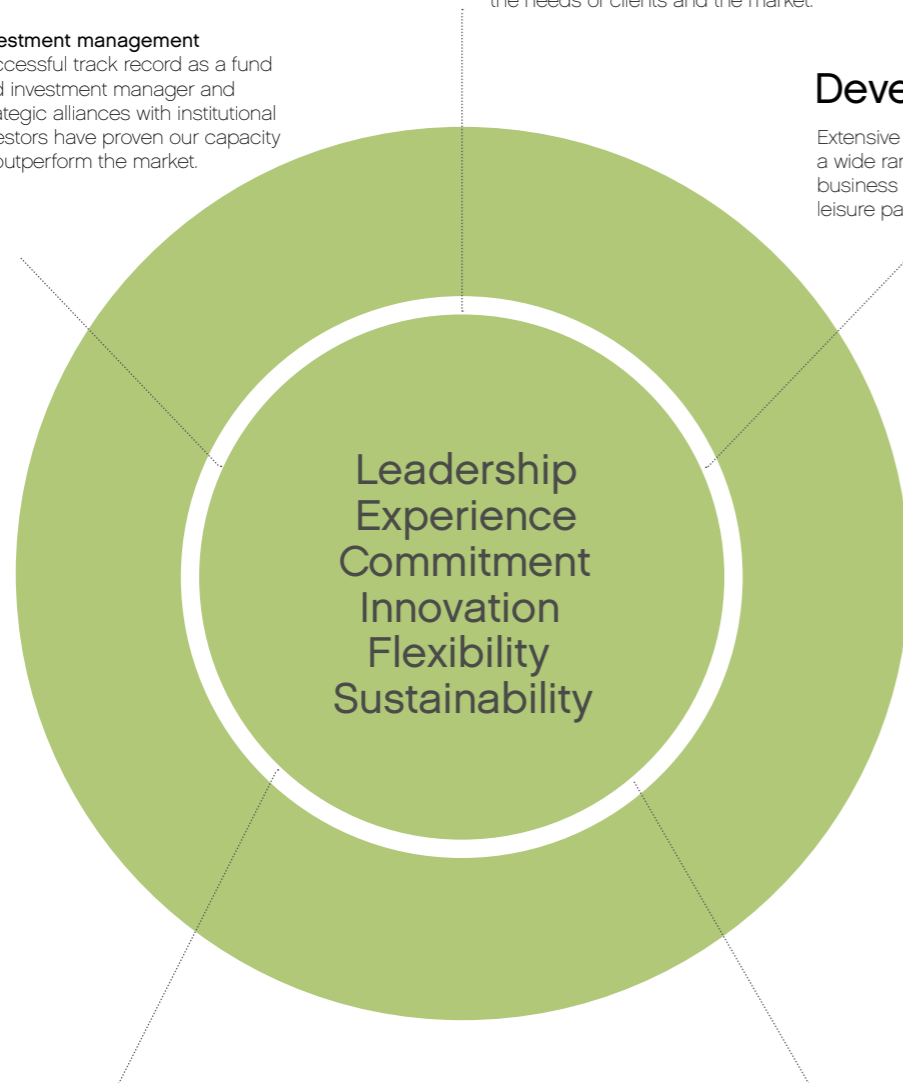 the needs of clients and the market.
estment management
ccessful track record as a fund
d investment manager and
ategic alliances with institutional
estors have proven our capacity
outperform the market.
Deve
Extensive
a wide ran
business
leisure pa
Leadership
Experience
Commitment
Innovation
Flexibility
Sustainability